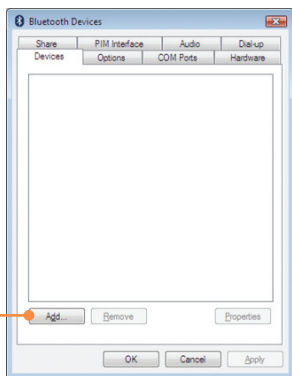 Bluetooth Devices
Share PIM Interface Audio Dial-up
Devices Options COM Ports Hardware
Add... Remove Properties
OK Cancel Apply